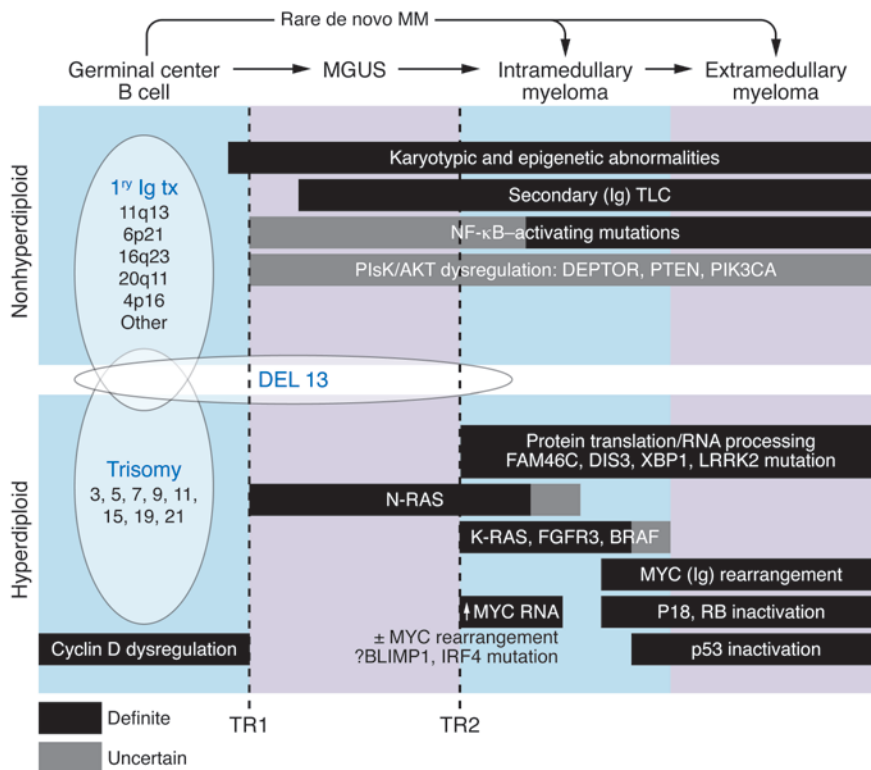 Rare de novo MM
Germinal center
B cell
MGUS
Intramedullary
myeloma
Extramedullary
myeloma
Nonhyperdiploid
1ry Ig tx
11q13
6p21
16q23
20q11
4p16
Other
Karyotypic and epigenetic abnormalities
Secondary (Ig) TLC
NF-κB–activating mutations
PIsK/AKT dysregulation: DEPTOR, PTEN, PIK3CA
DEL 13
Hyperdiploid
Trisomy
3, 5, 7, 9, 11,
15, 19, 21
Protein translation/RNA processing
FAM46C, DIS3, XBP1, LRRK2 mutation
N-RAS
K-RAS, FGFR3, BRAF
MYC (Ig) rearrangement
↑MYC RNA
P18, RB inactivation
± MYC rearrangement
?BLIMP1, IRF4 mutation
Cyclin D dysregulation
p53 inactivation
TR1
TR2
Definite
Uncertain